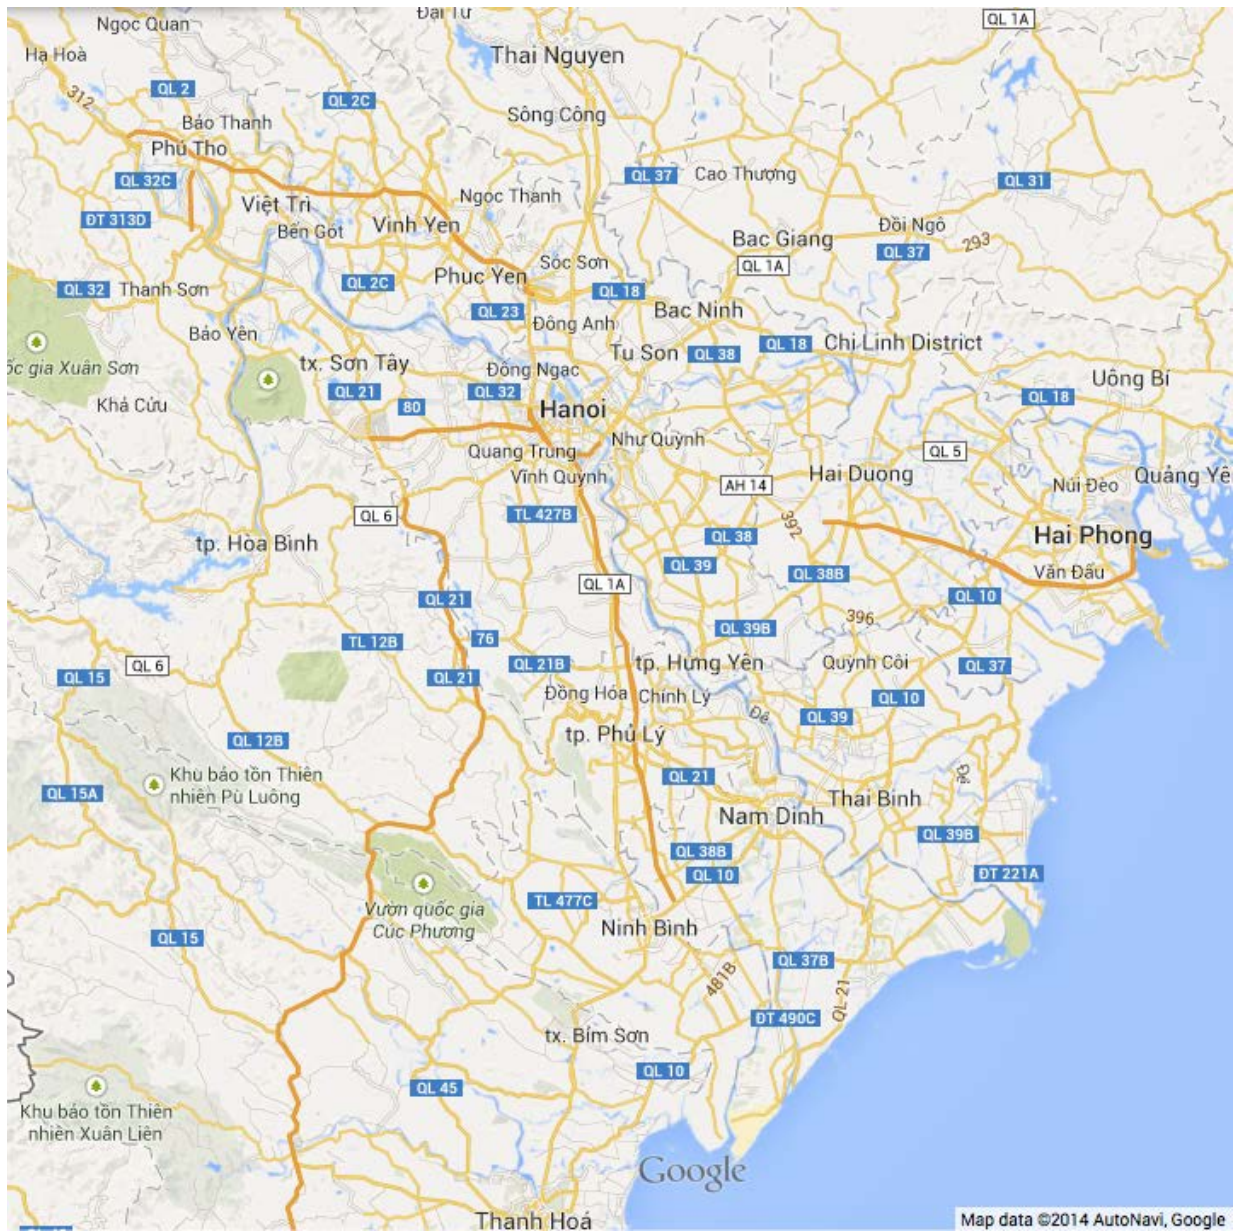 Ngọc Quan
Đại Từ
QL 1A
Hạ Hoà
Thai Nguyen
312
QL 2
QL 2C
Sông Công
Bảo Thanh
Phú Thọ
QL 32C
QL 37
Cao Thượng
QL 31
Việt Trì
Ngọc Thanh
ĐT 313D
Bến Gót
Vinh Yen
Đồi Ngô
Bac Giang
293
QL 37
QL 1A
Sóc Sơn
Phuc Yen
QL 32
Thanh Sơn
QL 2C
QL 18
QL 23
Bac Ninh
Đông Anh
Bảo Yên
Tu Son
QL 38
QL 18
Chi Linh District
ốc gia Xuân Sơn
tx. Sơn Tây
Đông Ngạc
Uông Bí
Khả Cửu
QL 21
80
QL 32
Hanoi
QL 18
Như Quỳnh
Quang Trung
QL 5
Vĩnh Quỳnh
Hai Duong
Quảng Yê
AH 14
Núi Đèo
QL 6
TL 427B
392
QL 38
Hai Phong
tp. Hòa Bình
QL 39
QL 38B
Văn Đẩu
QL 1A
QL 21
QL 10
396
TL 12B
76
QL 39B
QL 6
QL 15
QL 21
QL 21B
tp. Hưng Yên
Quỳnh Côi
QL 37
Đồng Hóa
Chính Lý
QL 10
Đê
QL 39
QL 12B
tp. Phủ Lý
Khu bảo tồn Thiên
nhiên Pù Luông
QL 21
Đê
QL 15A
Thai Binh
Nam Dinh
QL 39B
QL 38B
QL 10
ĐT 221A
TL 477C
Vườn quốc gia
Cúc Phương
Ninh Bình
QL 15
QL 37B
481B
QL 21
ĐT 490C
tx. Bỉm Sơn
QL 10
QL 45
Khu bảo tồn Thiên
nhiên Xuân Liên
Google
Thanh Hoá
Map data ©2014 AutoNavi, Google